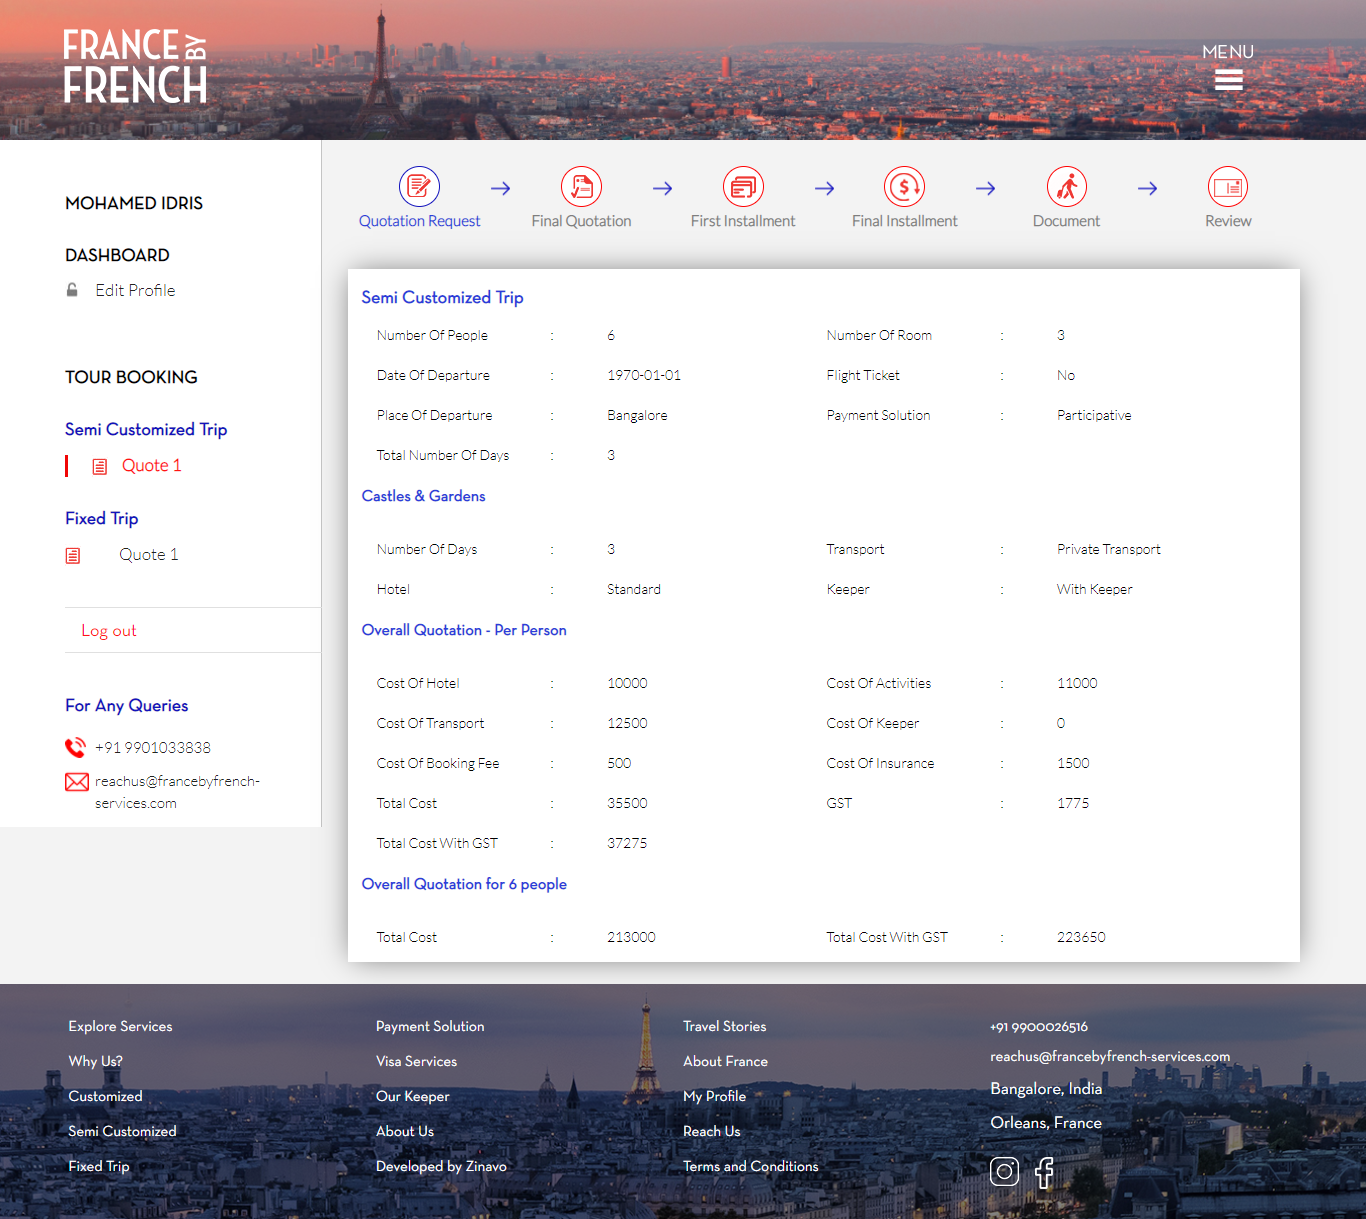 FRANCE BY
FRENCH
MENU
MOHAMED IDRIS
DASHBOARD
Edit Profile
TOUR BOOKING
Semi Customized Trip
Quote 1
Fixed Trip
Quote 1
Log out
For Any Queries
+91 9901033838
reachus@francebyfrench-
services.com
Quotation Request
Final Quotation
First Installment
Final Installment
Document
Review
Semi Customized Trip
Number Of People : 6 Number Of Room : 3
Date Of Departure : 1970-01-01 Flight Ticket : No
Place Of Departure : Bangalore Payment Solution : Participative
Total Number Of Days : 3
Castles & Gardens
Number Of Days : 3 Transport : Private Transport
Hotel : Standard Keeper : With Keeper
Overall Quotation - Per Person
Cost Of Hotel : 10000 Cost Of Activities : 11000
Cost Of Transport : 12500 Cost Of Keeper : 0
Cost Of Booking Fee : 500 Cost Of Insurance : 1500
Total Cost : 35500 GST : 1775
Total Cost With GST : 37275
Overall Quotation for 6 people
Total Cost : 213000 Total Cost With GST : 223650
Explore Services
Why Us?
Customized
Semi Customized
Fixed Trip
Payment Solution
Visa Services
Our Keeper
About Us
Developed by Zinavo
Travel Stories
About France
My Profile
Reach Us
Terms and Conditions
+91 9900026516
reachus@francebyfrench-services.com
Bangalore, India
Orleans, France